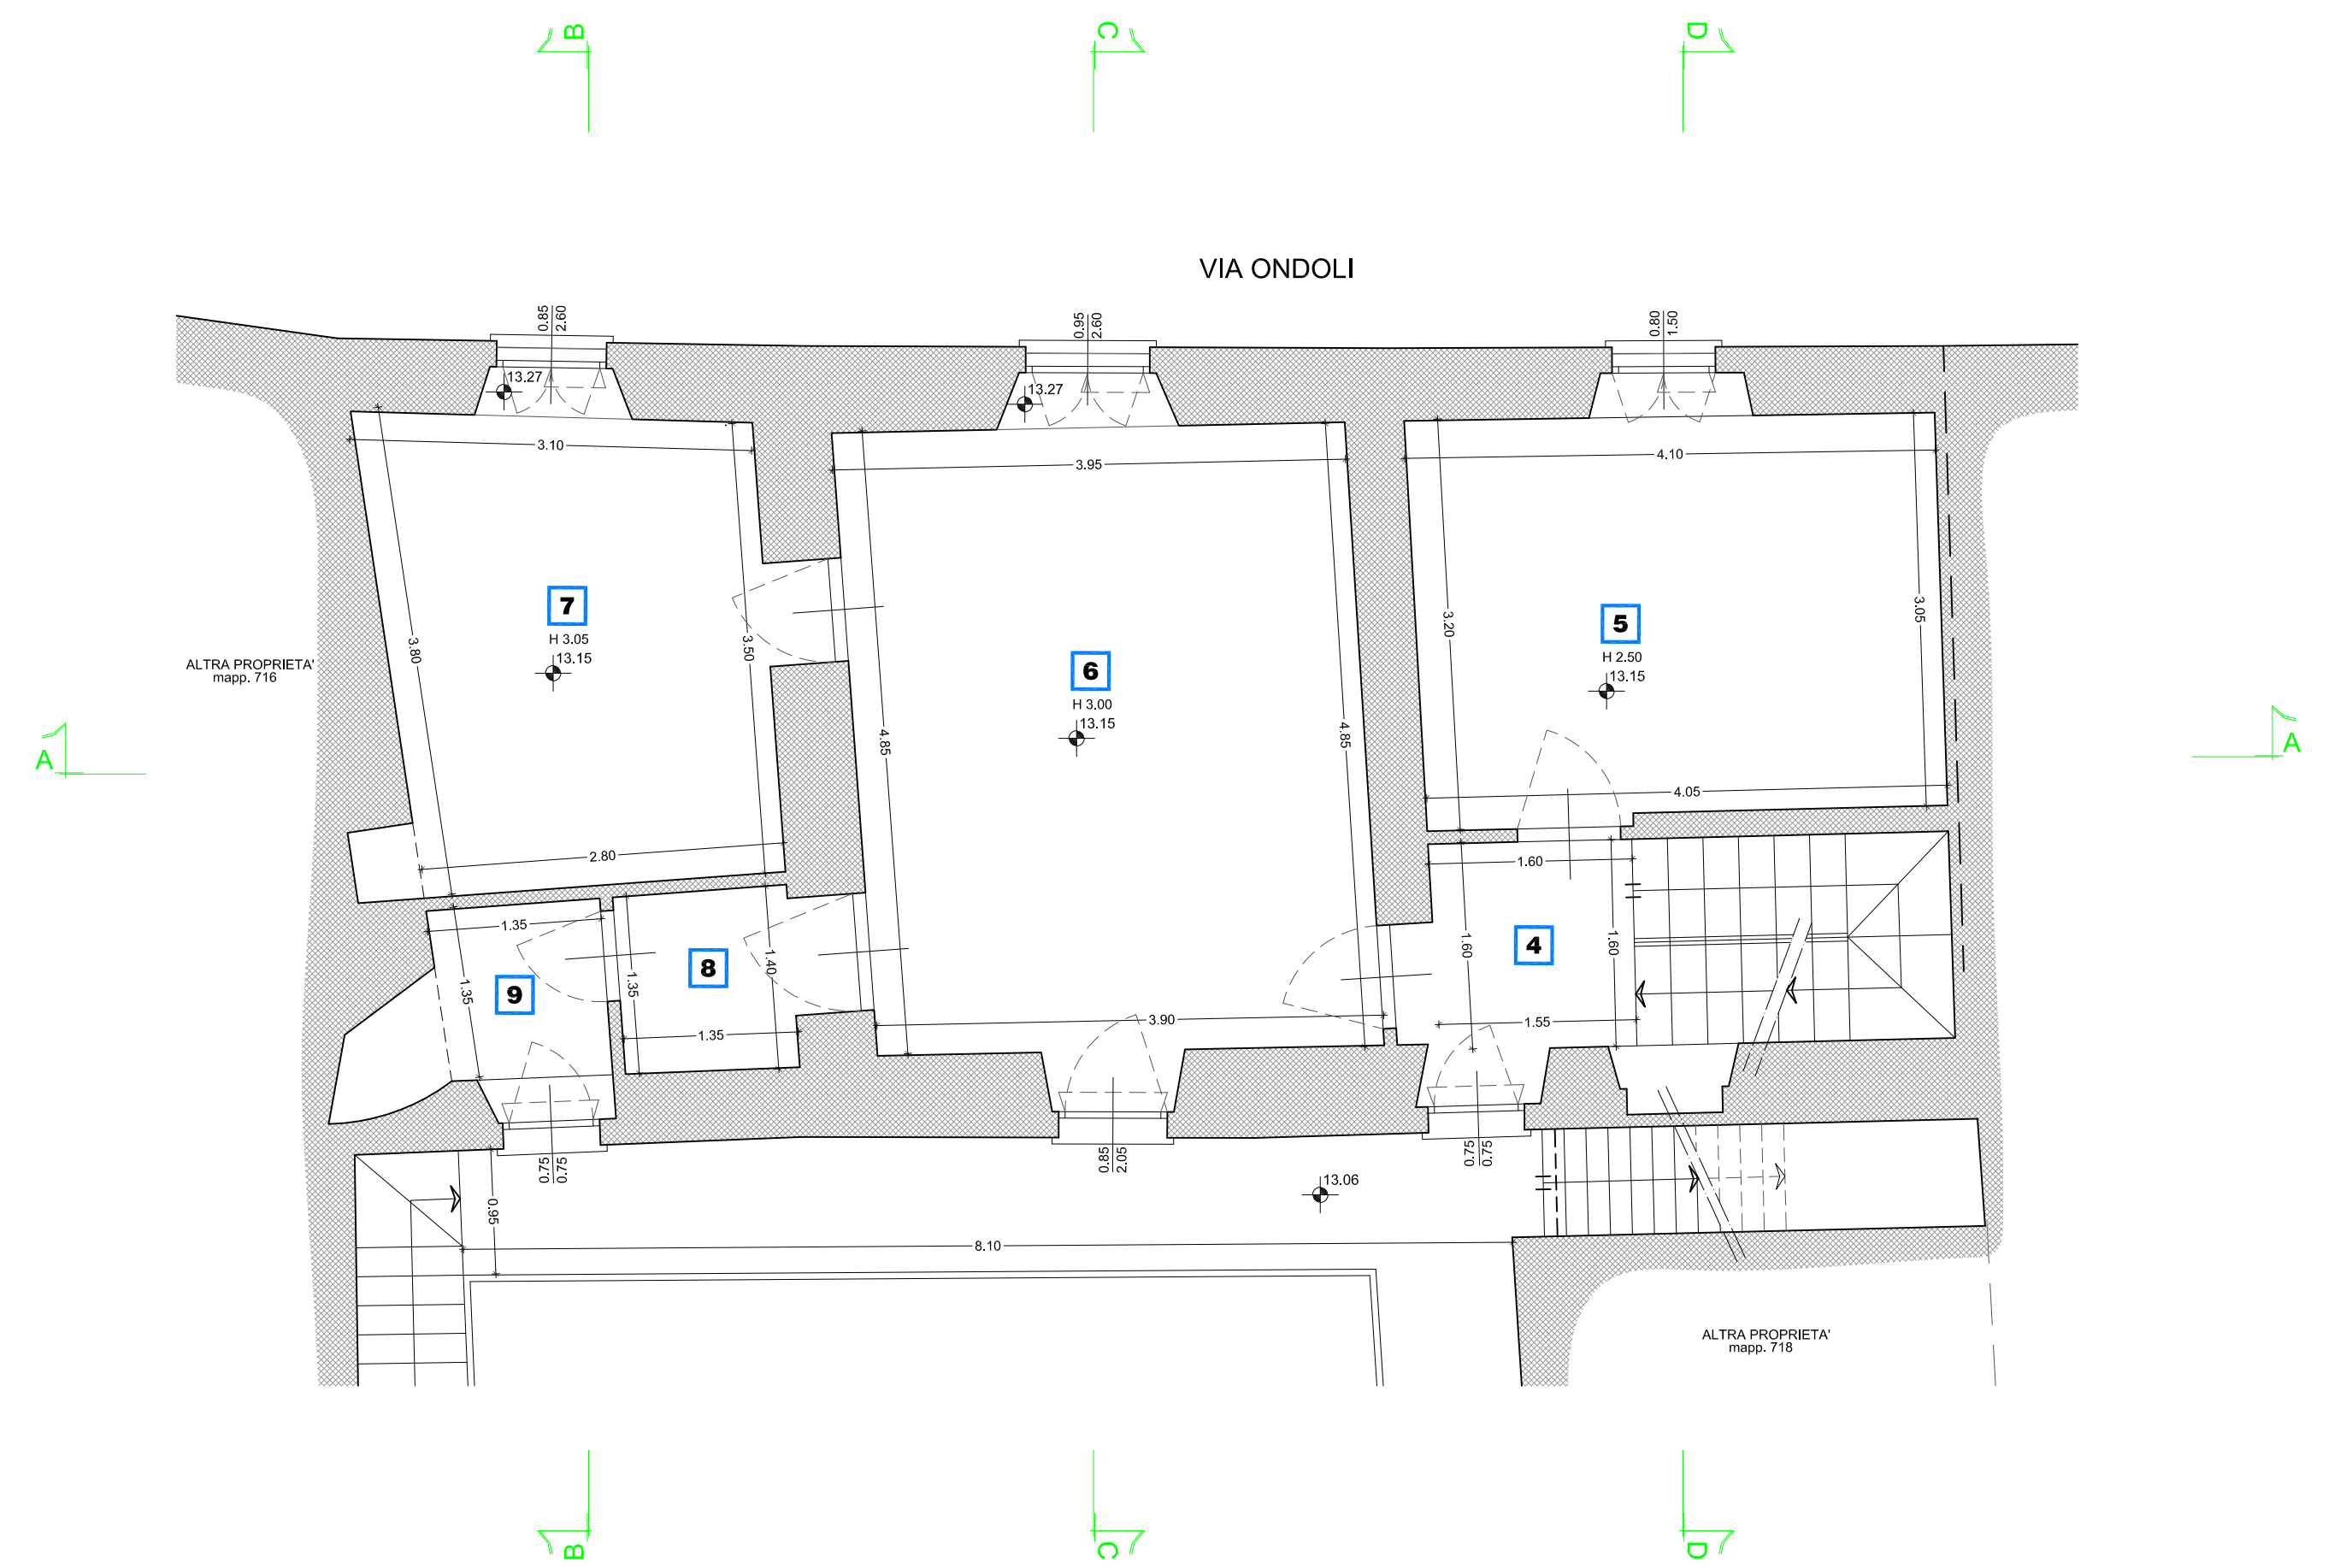 B
C
D
VIA ONDOLI
0.85
2.60
0.95
2.60
0.80
1.50
13.27
13.27
3.10
3.95
4.10
3.80
3.50
3.20
3.05
7
H 3.05
13.15
5
H 2.50
13.15
6
H 3.00
13.15
ALTRA PROPRIETA'
mapp. 716
A
A
4.85
4.85
4.05
2.80
1.60
1.35
1.35
8
1.40
1.35
1.35
9
4
1.60
1.60
1.55
3.90
0.75
0.75
0.85
2.05
0.75
0.75
0.95
13.06
8.10
ALTRA PROPRIETA'
mapp. 718
B
C
D